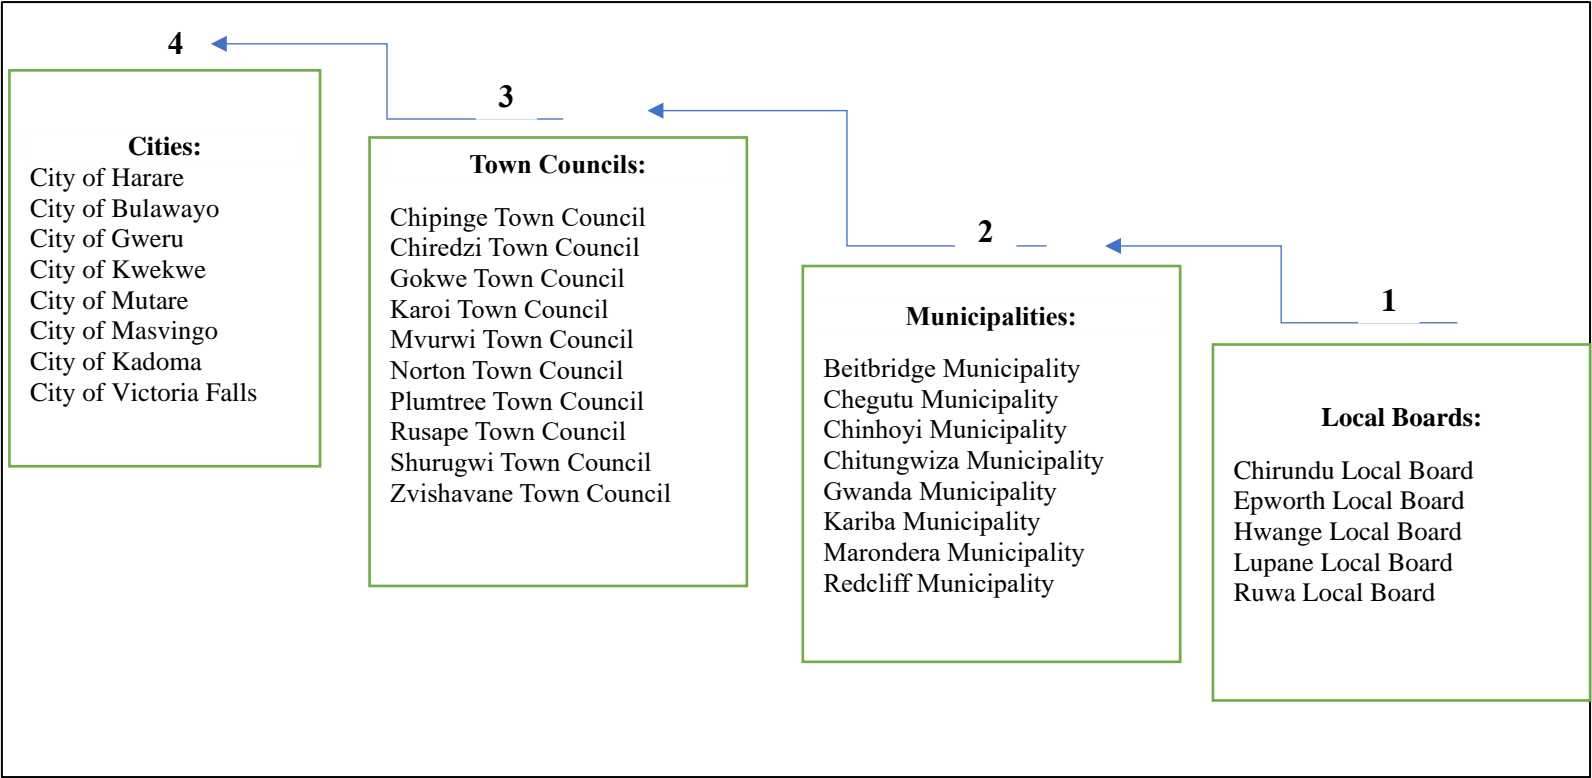 4
Cities:
City of Harare
City of Bulawayo
City of Gweru
City of Kwekwe
City of Mutare
City of Masvingo
City of Kadoma
City of Victoria Falls
3
Town Councils:
Chipinge Town Council
Chiredzi Town Council
Gokwe Town Council
Karoi Town Council
Mvurwi Town Council
Norton Town Council
Plumtree Town Council
Rusape Town Council
Shurugwi Town Council
Zvishavane Town Council
2
Municipalities:
Beitbridge Municipality
Chegutu Municipality
Chinhoyi Municipality
Chitungwiza Municipality
Gwanda Municipality
Kariba Municipality
Marondera Municipality
Redcliff Municipality
1
Local Boards:
Chirundu Local Board
Epworth Local Board
Hwange Local Board
Lupane Local Board
Ruwa Local Board